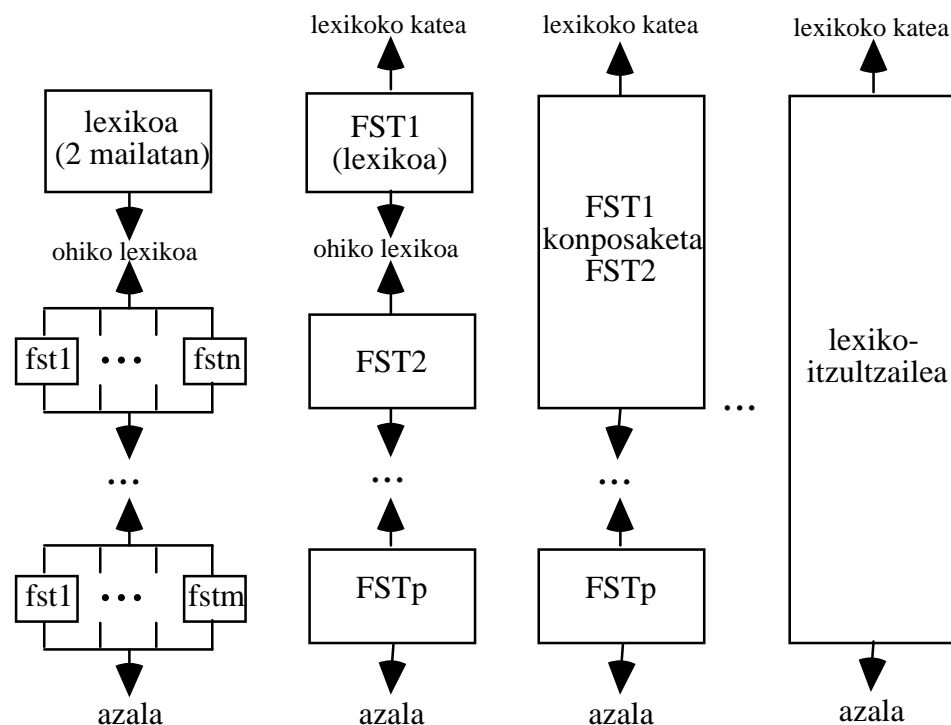 lexikoa
(2 mailatan)
ohiko lexikoa
fst1
...
fstn
...
fst1
...
fstm
azala
lexikoko katea
FST1
(lexikoa)
ohiko lexikoa
FST2
...
FSTp
azala
lexikoko katea
FST1
konposaketa
FST2
...
FSTp
azala
...
lexikoko katea
lexiko-
itzultzailea
azala